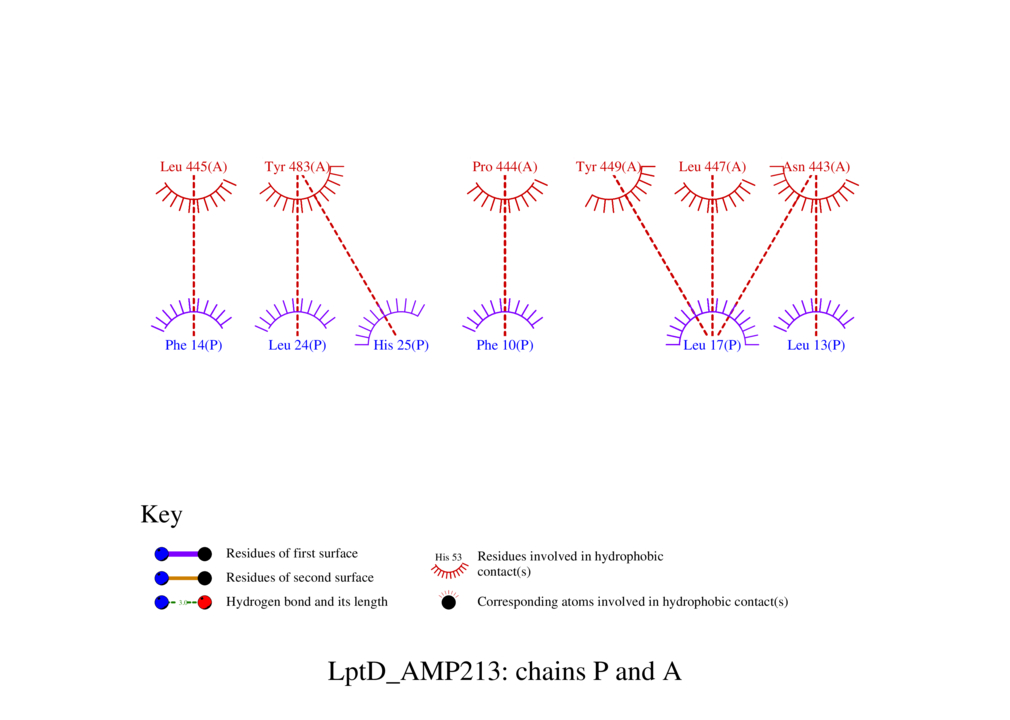 Leu 445(A) Tyr 483(A) Pro 444(A) Tyr 449(A) Leu 447(A) Asn 443(A)
Phe 14(P) Leu 24(P) His 25(P) Phe 10(P) Leu 17(P) Leu 13(P)
Key
Residues of first surface
Residues of second surface
3.0
Hydrogen bond and its length
His 53
Residues involved in hydrophobic
contact(s)
Corresponding atoms involved in hydrophobic contact(s)
LptD_AMP213: chains P and A